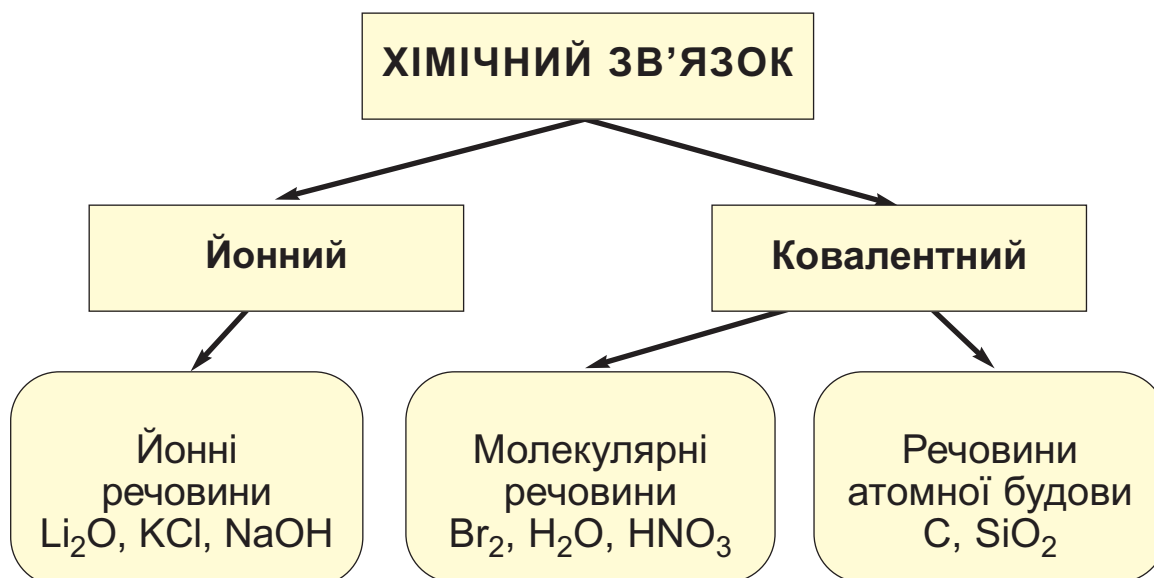 ХІМІЧНИЙ ЗВ’ЯЗОК
Йонний
Ковалентний
Йонні
речовини
Li₂O, KCl, NaOH
Молекулярні
речовини
Br₂, H₂O, HNO₃
Речовини
атомної будови
C, SiO₂